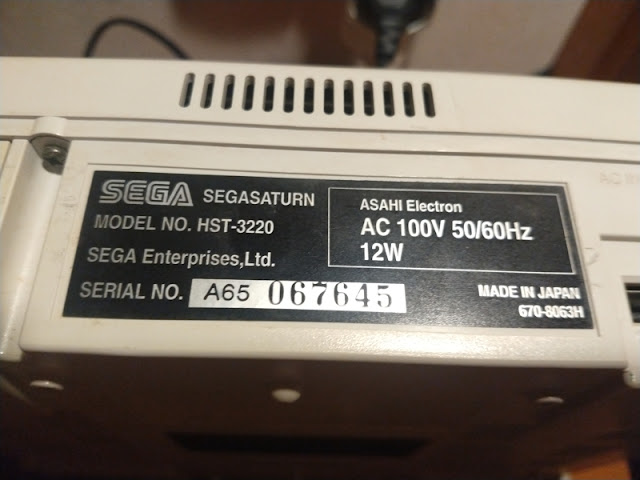 SEGA SEGASATURN
MODEL NO. HST-3220
SEGA Enterprises,Ltd.
SERIAL NO. A65 067645
ASAHI Electron
AC 100V 50/60Hz
12W
MADE IN JAPAN
670-8063H